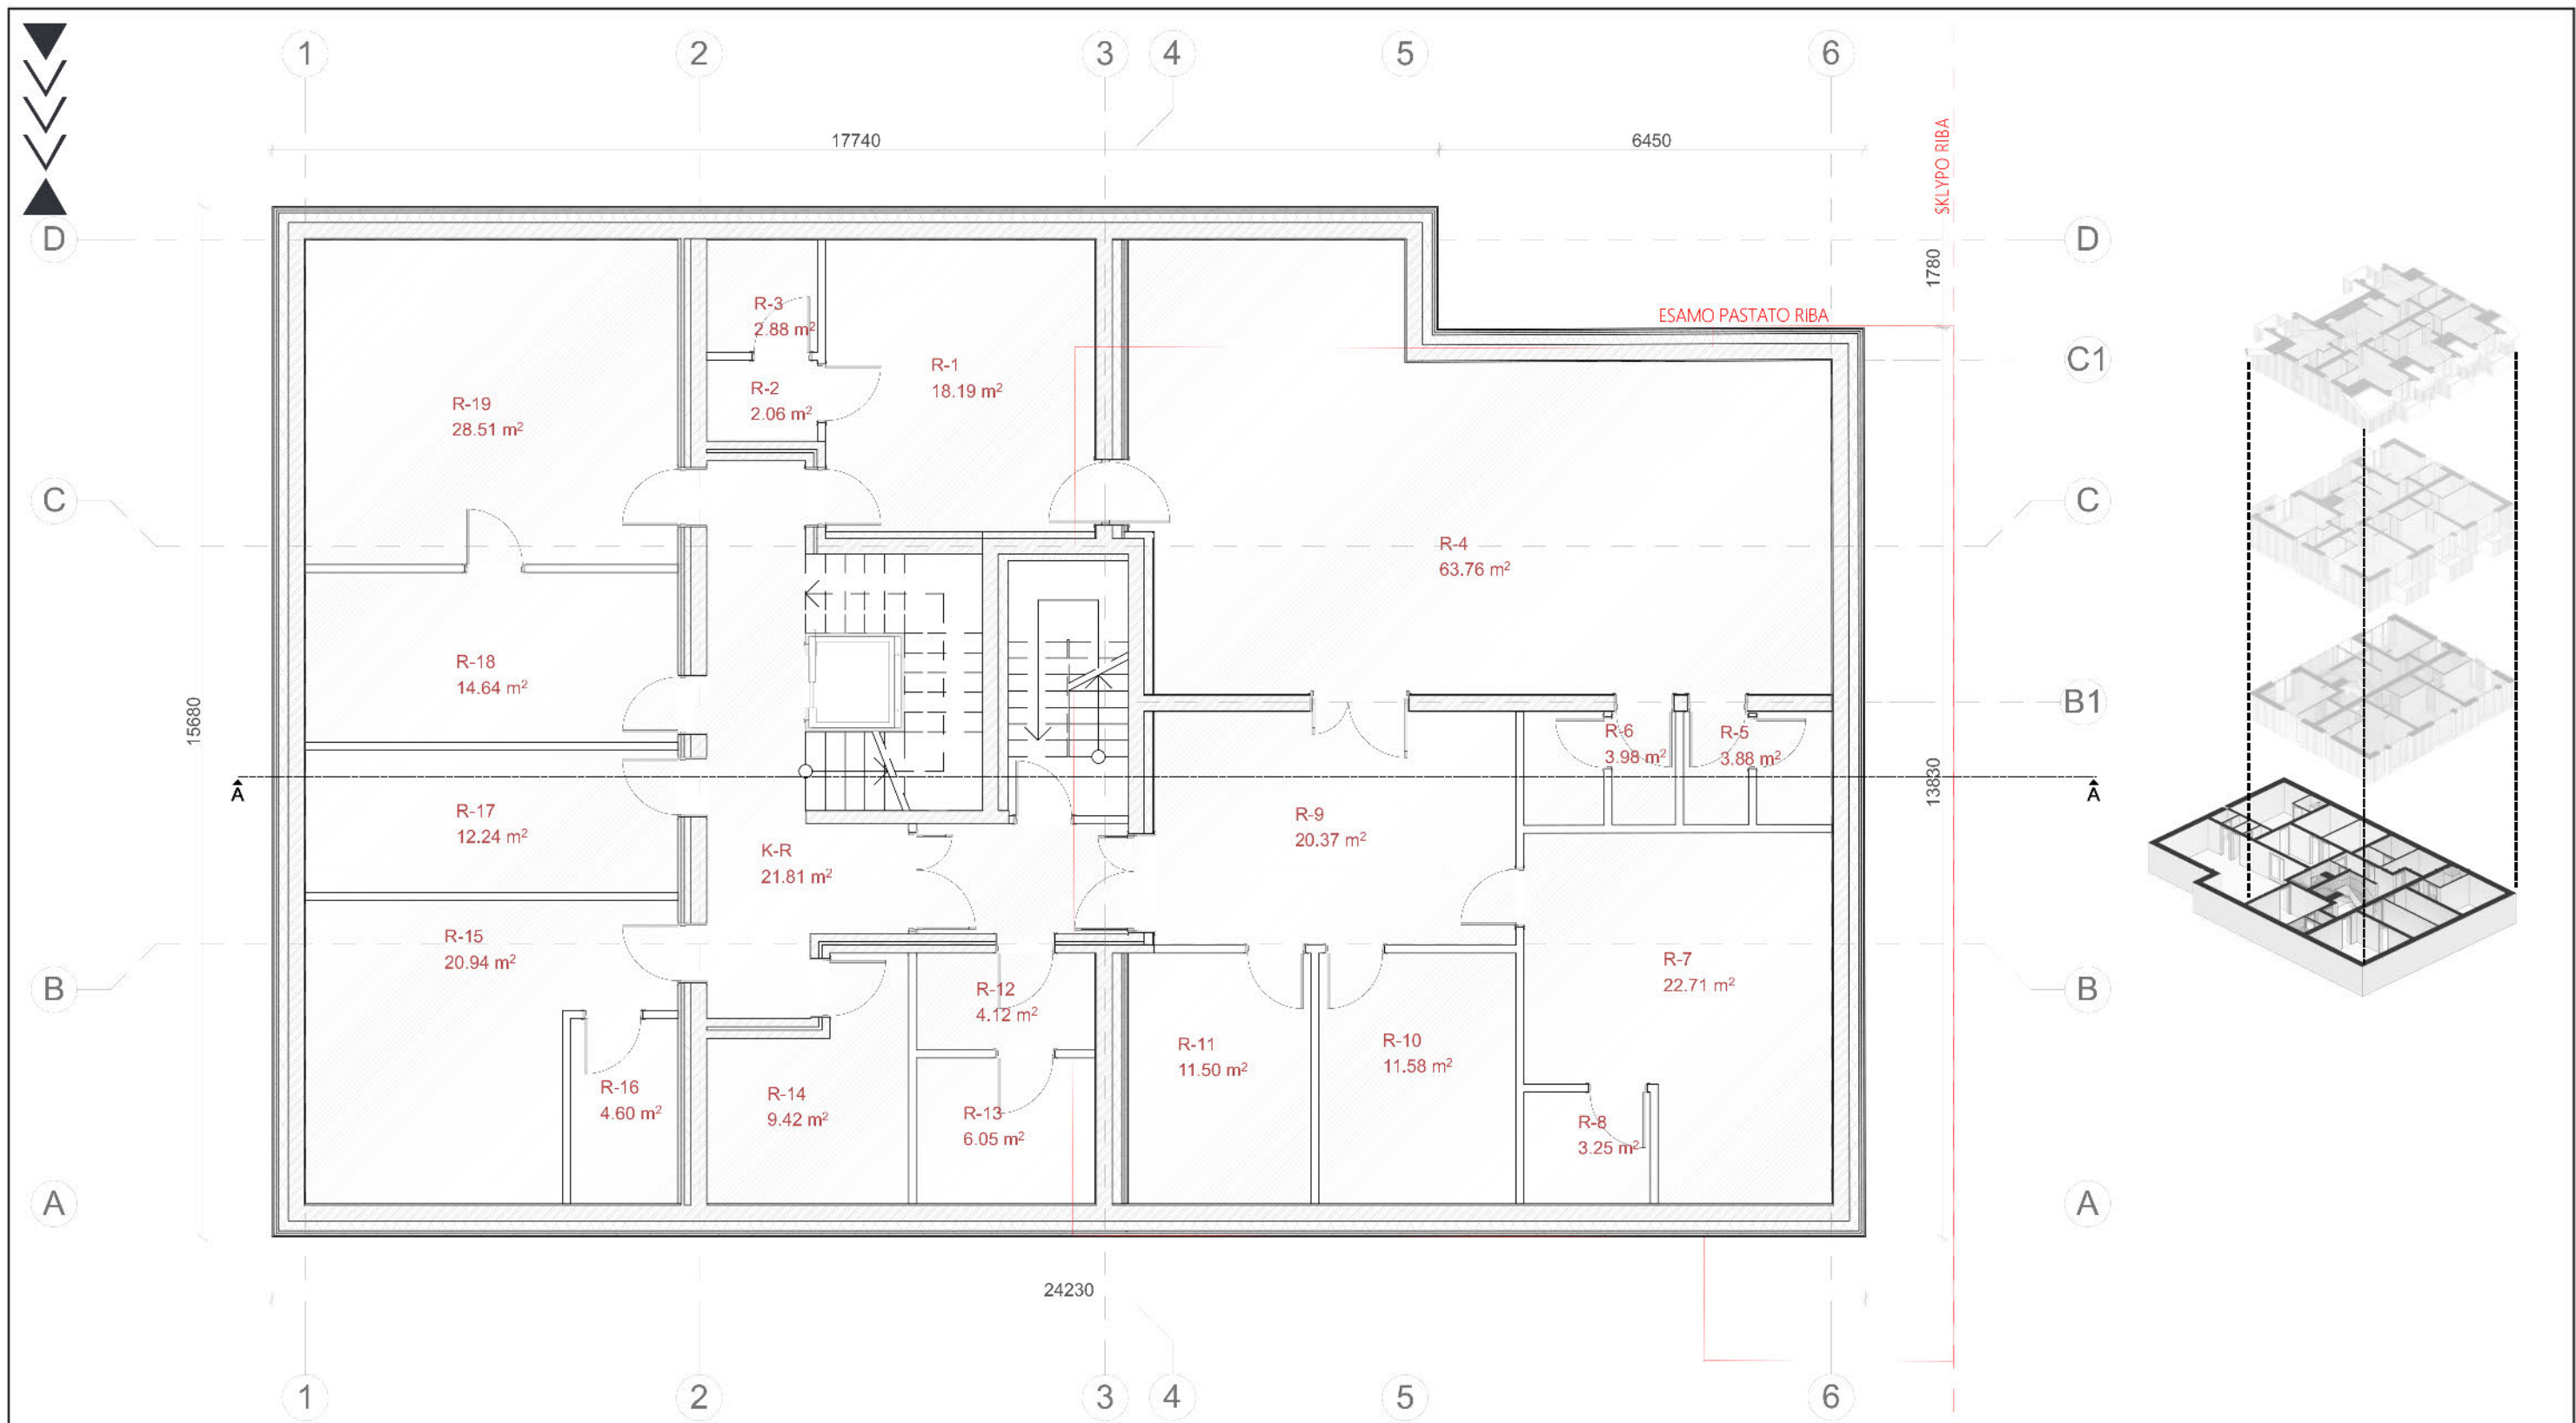 1 2 3 4 5 6
17740 6450
SKLYPO RIBA
D D
1780
ESAMO PASTATO RIBA
C1
R-3
2.88 m²
R-2
2.06 m²
R-1
18.19 m²
R-19
28.51 m²
C C
R-4
63.76 m²
R-18
14.64 m²
15680
B1
R-6
3.98 m²
R-5
3.88 m²
A A
13830
R-17
12.24 m²
K-R
21.81 m²
R-9
20.37 m²
R-15
20.94 m²
B B
R-12
4.12 m²
R-7
22.71 m²
R-11
11.50 m²
R-10
11.58 m²
R-16
4.60 m²
R-14
9.42 m²
R-13
6.05 m²
R-8
3.25 m²
A A
24230
1 2 3 4 5 6